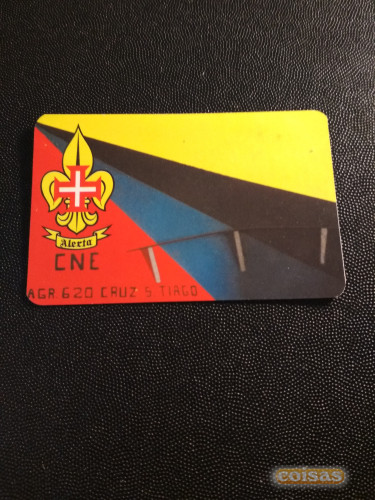 Alerta
CNE
AGR 620 CRUZ S TIAGO
coisas